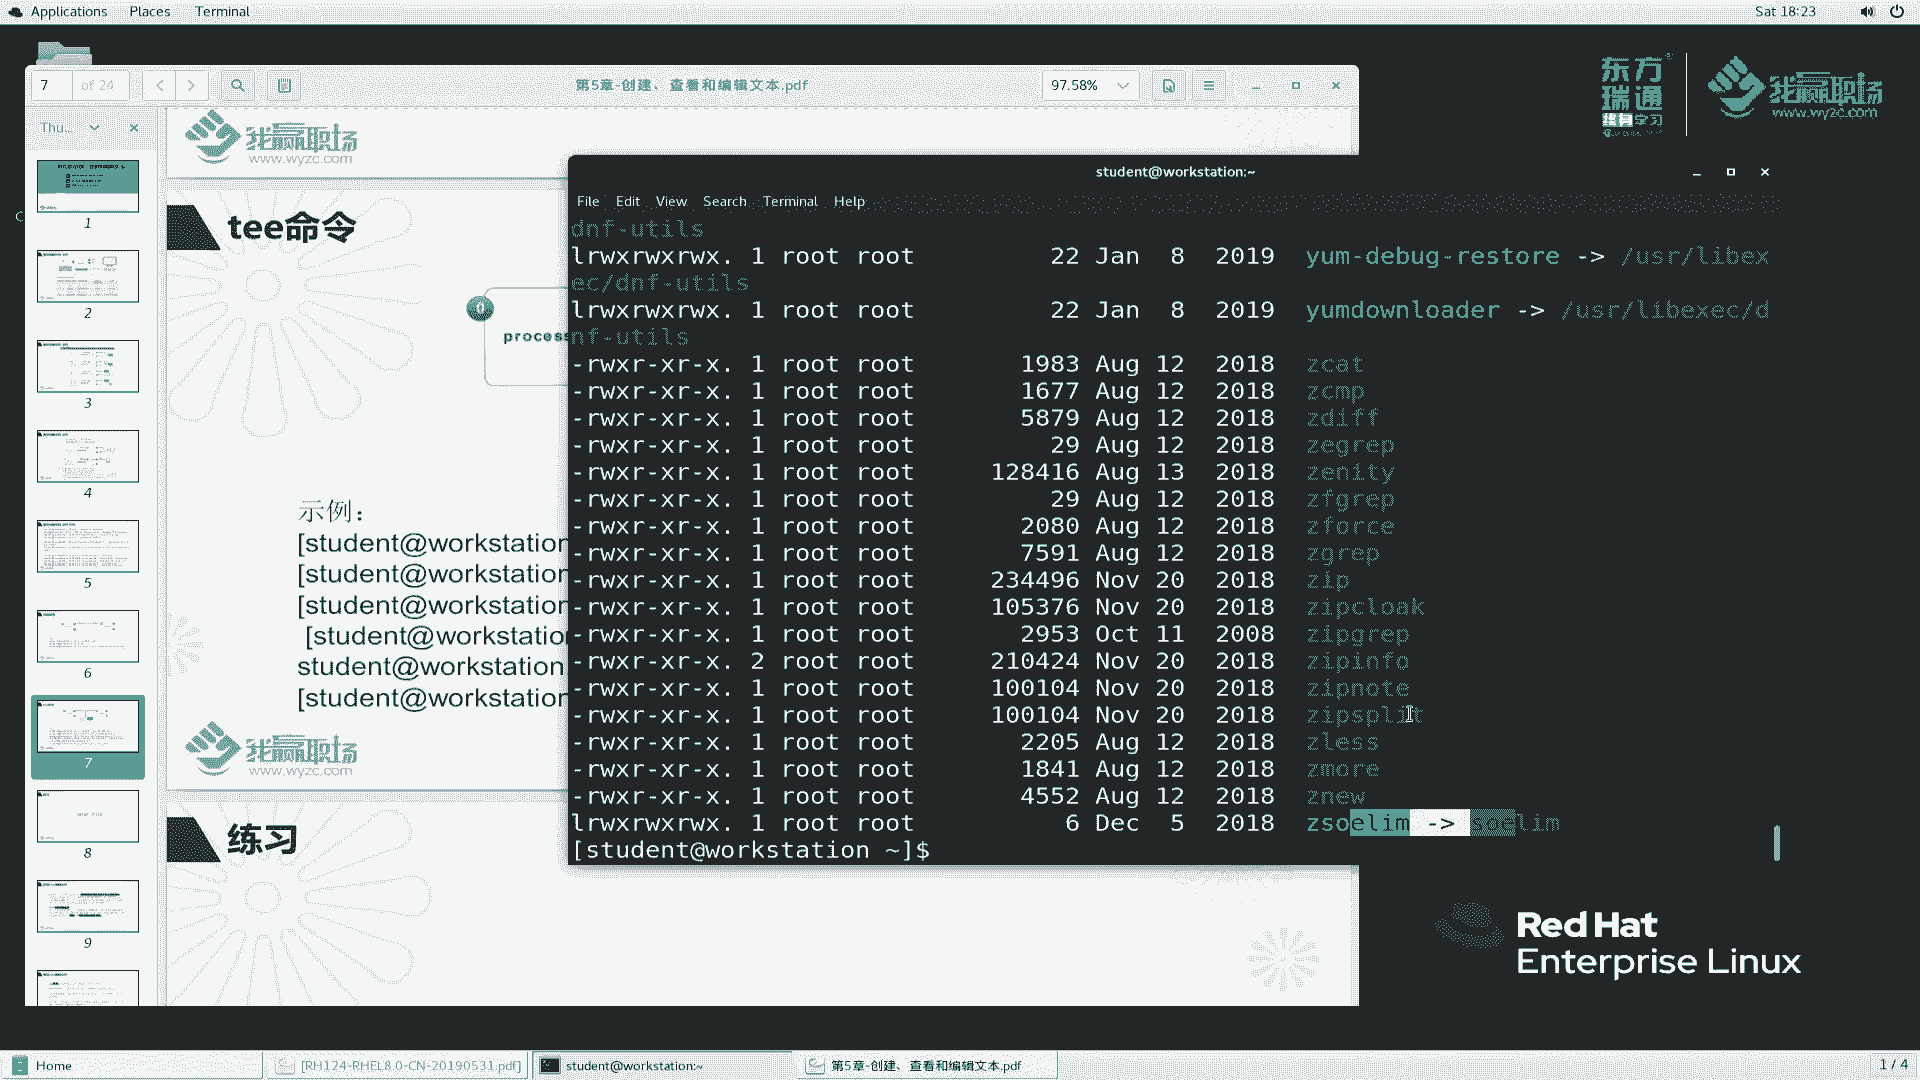 Applications Places Terminal
Sat 18:23
东方
瑞通
终身学习
我赢职场
www.wyzc.com
7 of 24
第5章-创建、查看和编辑文本.pdf
97.58%
Thu...
1
2
3
4
5
6
7
8
9
我赢职场
www.wyzc.com
tee命令
process
示例：
[student@workstation
[student@workstation
[student@workstation
[student@workstatio
student@workstation
[student@workstation
我赢职场
www.wyzc.com
练习
student@workstation:~
File Edit View Search Terminal Help
dnf-utils
lrwxrwxrwx. 1 root root 22 Jan 8 2019 yum-debug-restore -> /usr/libex
ec/dnf-utils
lrwxrwxrwx. 1 root root 22 Jan 8 2019 yumdownloader -> /usr/libexec/d
nf-utils
-rwxr-xr-x. 1 root root 1983 Aug 12 2018 zcat
-rwxr-xr-x. 1 root root 1677 Aug 12 2018 zcmp
-rwxr-xr-x. 1 root root 5879 Aug 12 2018 zdiff
-rwxr-xr-x. 1 root root 29 Aug 12 2018 zegrep
-rwxr-xr-x. 1 root root 128416 Aug 13 2018 zenity
-rwxr-xr-x. 1 root root 29 Aug 12 2018 zfgrep
-rwxr-xr-x. 1 root root 2080 Aug 12 2018 zforce
-rwxr-xr-x. 1 root root 7591 Aug 12 2018 zgrep
-rwxr-xr-x. 1 root root 234496 Nov 20 2018 zip
-rwxr-xr-x. 1 root root 105376 Nov 20 2018 zipcloak
-rwxr-xr-x. 1 root root 2953 Oct 11 2008 zipgrep
-rwxr-xr-x. 2 root root 210424 Nov 20 2018 zipinfo
-rwxr-xr-x. 1 root root 100104 Nov 20 2018 zipnote
-rwxr-xr-x. 1 root root 100104 Nov 20 2018 zipsplit
-rwxr-xr-x. 1 root root 2205 Aug 12 2018 zless
-rwxr-xr-x. 1 root root 1841 Aug 12 2018 zmore
-rwxr-xr-x. 1 root root 4552 Aug 12 2018 znew
lrwxrwxrwx. 1 root root 6 Dec 5 2018 zsoelim -> soelim
[student@workstation ~]$
Red Hat
Enterprise Linux
Home
[RH124-RHEL8.0-CN-20190531.pdf]
student@workstation:~
第5章-创建、查看和编辑文本.pdf
1 / 4